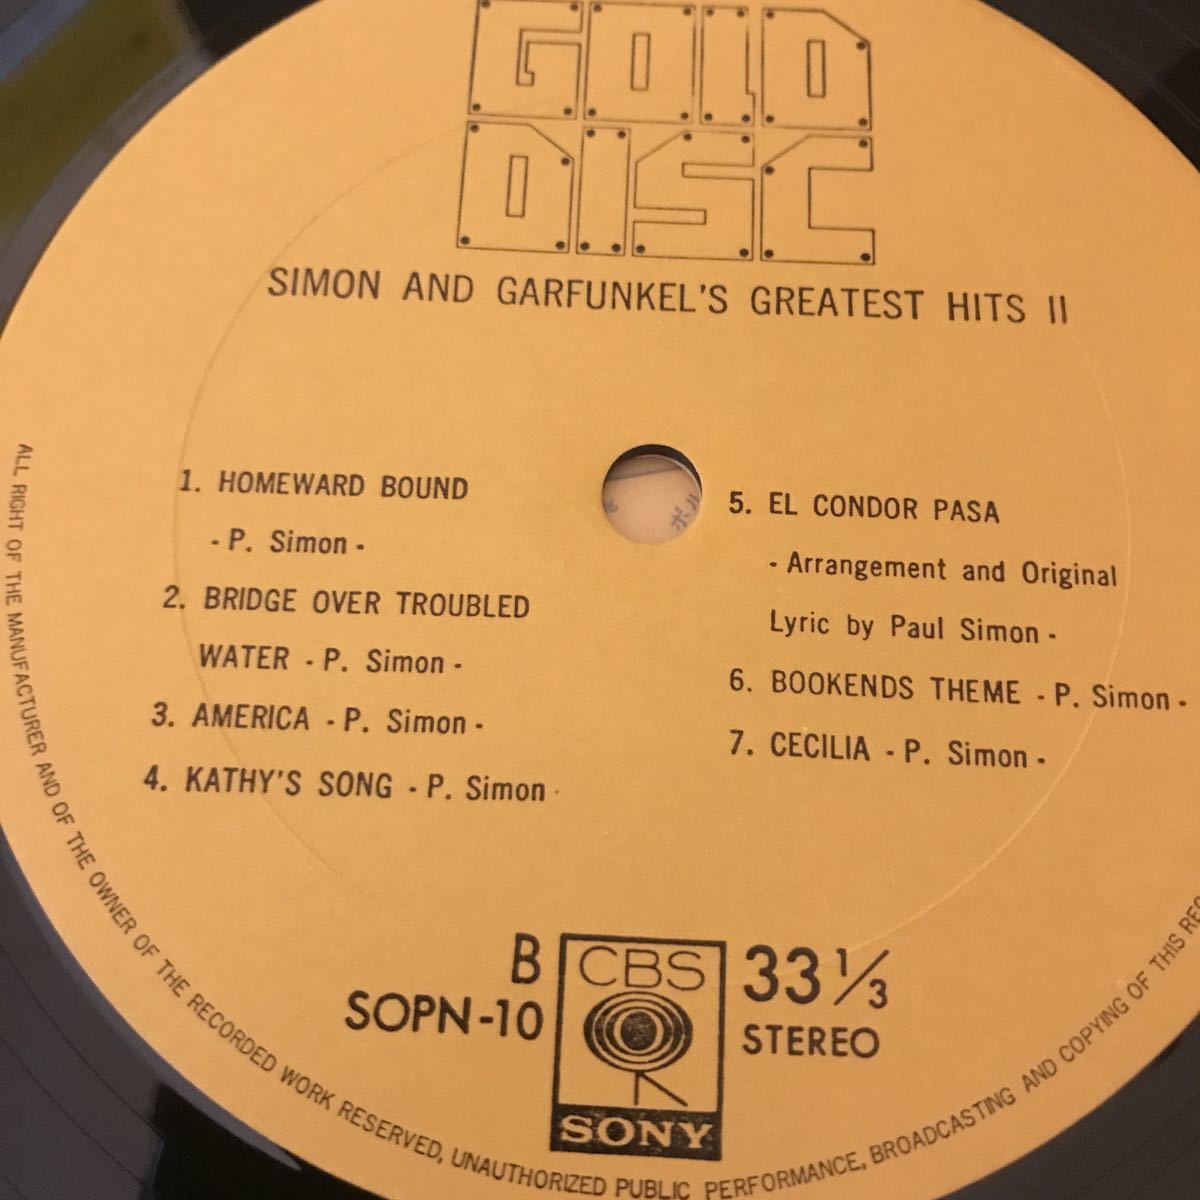 GOLD
DISC
SIMON AND GARFUNKEL'S GREATEST HITS II
1. HOMEWARD BOUND
- P. Simon -
2. BRIDGE OVER TROUBLED
WATER - P. Simon -
3. AMERICA - P. Simon -
4. KATHY'S SONG - P. Simon -
5. EL CONDOR PASA
- Arrangement and Original
Lyric by Paul Simon -
6. BOOKENDS THEME - P. Simon -
7. CECILIA - P. Simon -
B
SOPN-10
CBS
SONY
33 1/3
STEREO
ALL RIGHT OF THE MANUFACTURER AND OF THE OWNER OF THE RECORDED WORK RESERVED, UNAUTHORIZED PUBLIC PERFORMANCE, BROADCASTING AND COPYING OF THIS